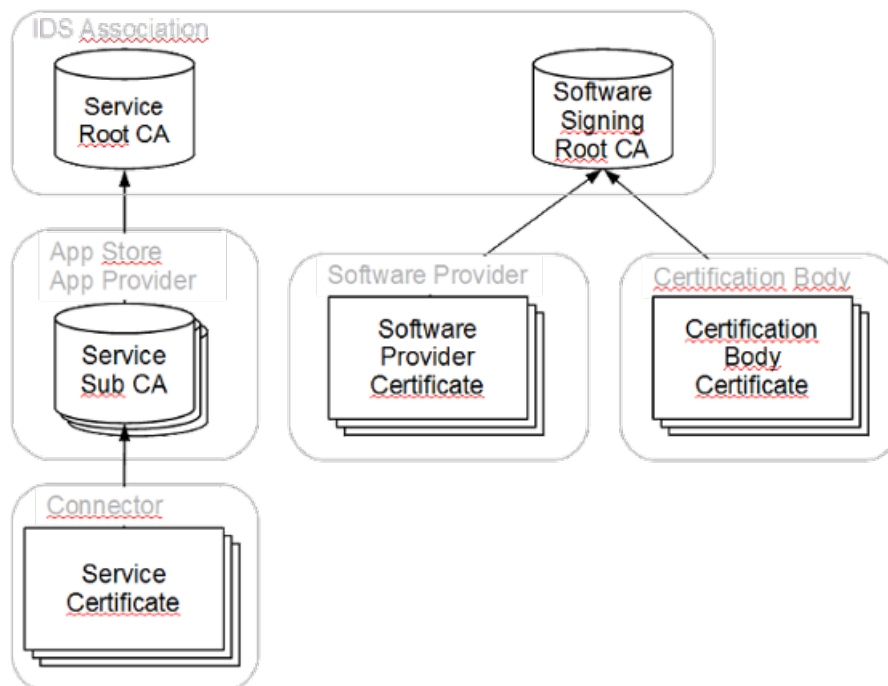 IDS Association
Service
Root CA
Software
Signing
Root CA
App Store
App Provider
Service
Sub CA
Software Provider
Software
Provider
Certificate
Certification Body
Certification
Body
Certificate
Connector
Service
Certificate